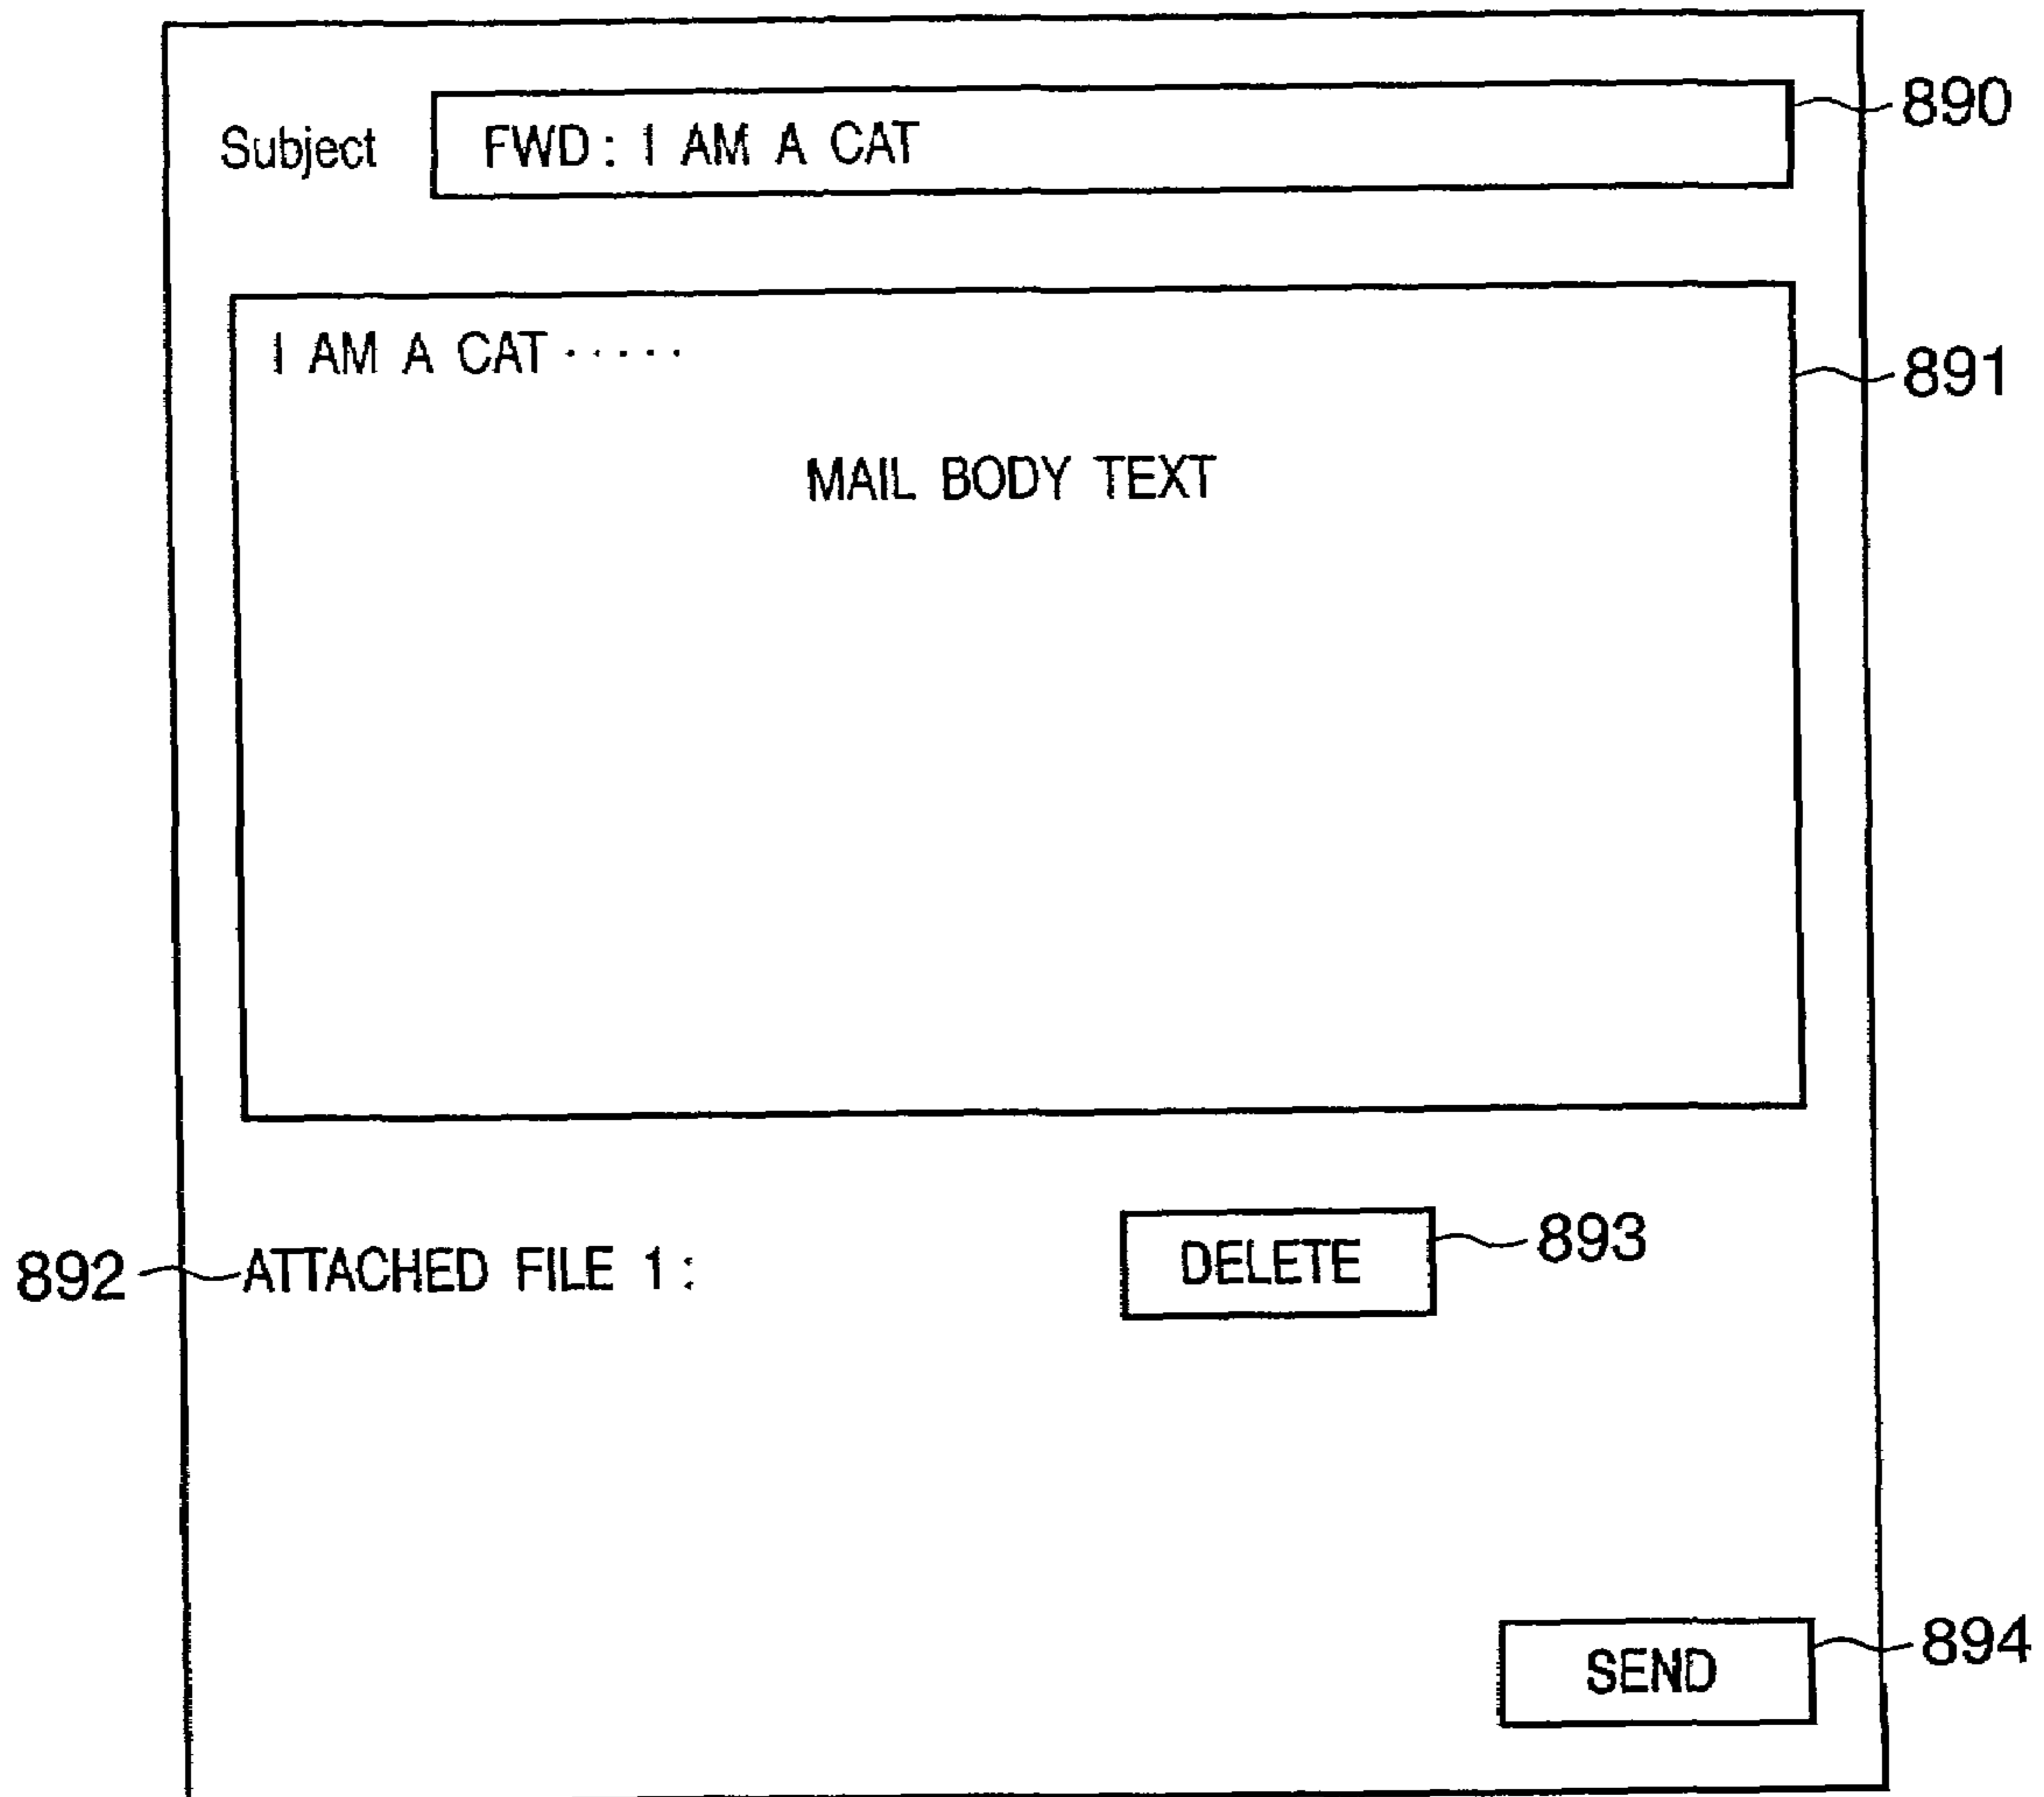 Subject FWD: I AM A CAT 890
I AM A CAT ·····
891
MAIL BODY TEXT
892 ATTACHED FILE 1: DELETE 893
SEND 894